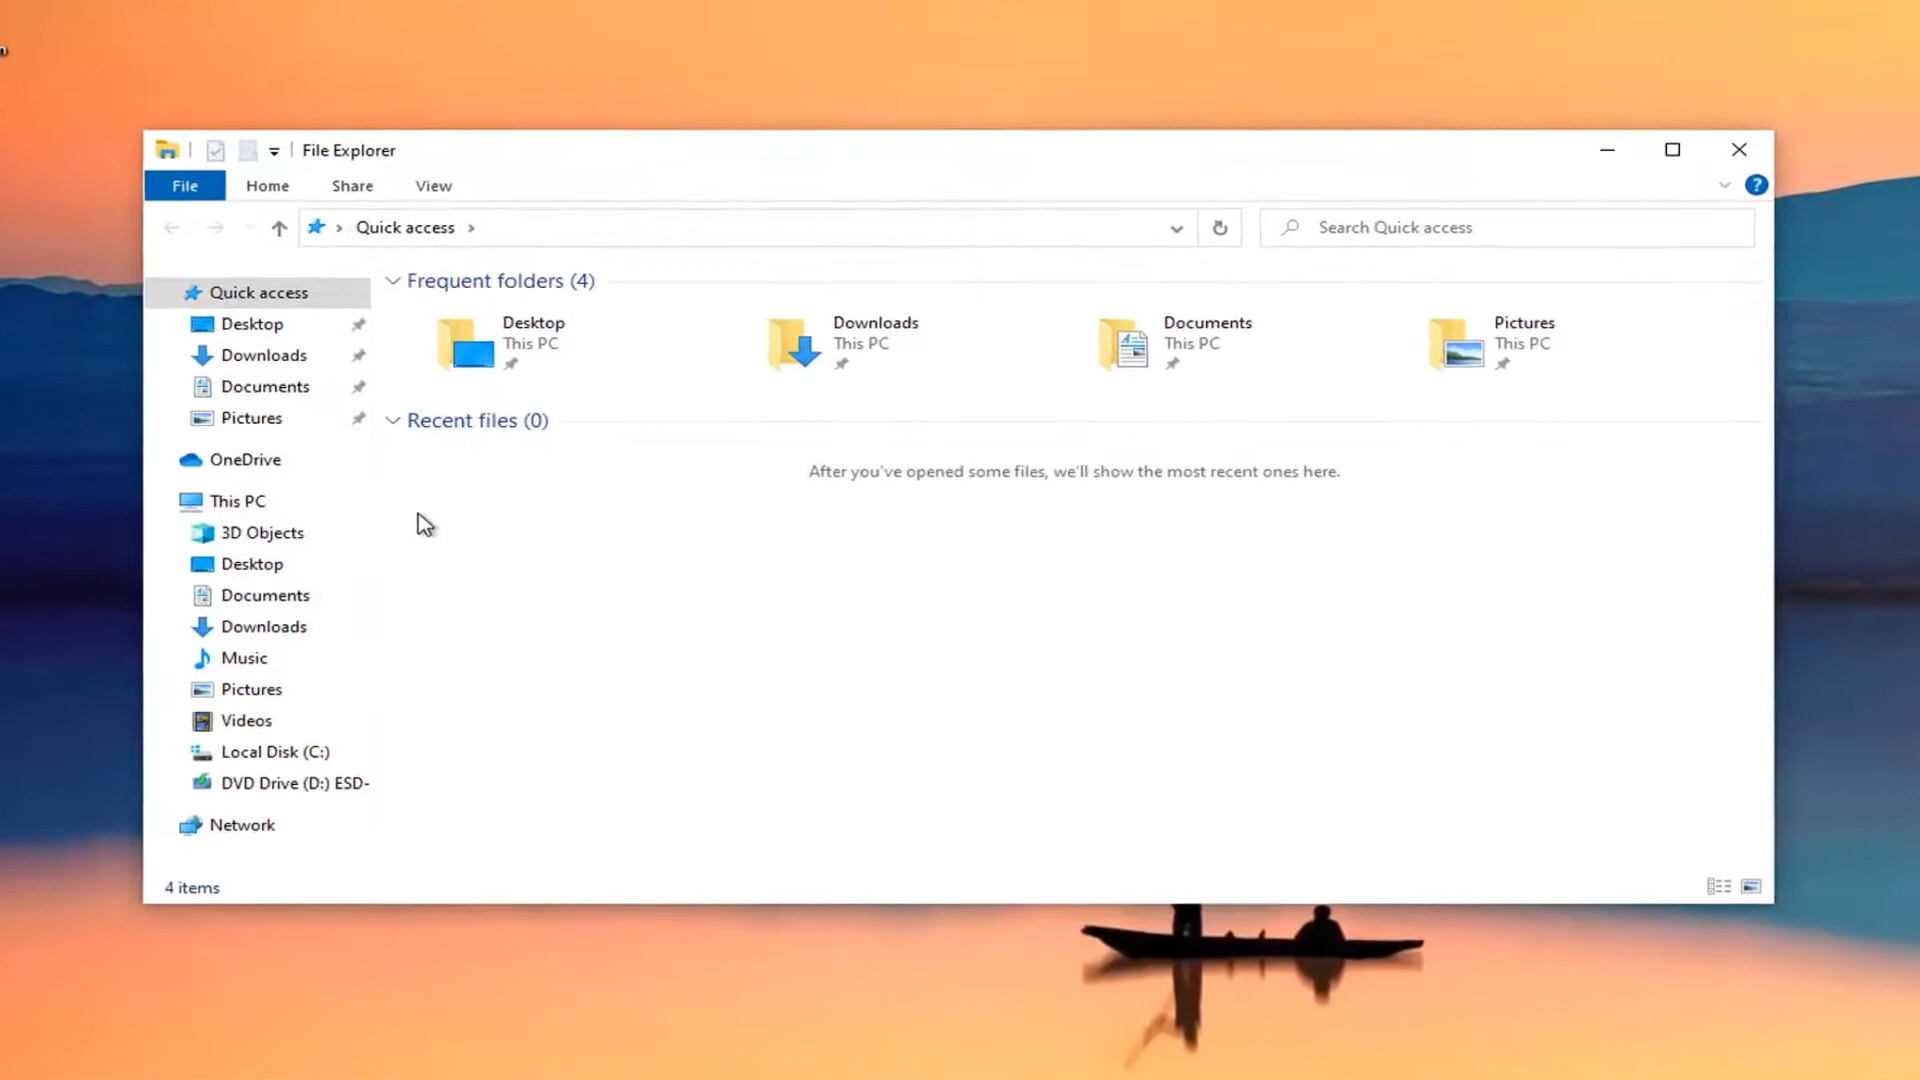 File Explorer
File Home Share View
?
Quick access
Search Quick access
Quick access
Desktop
Downloads
Documents
Pictures
OneDrive
This PC
3D Objects
Desktop
Documents
Downloads
Music
Pictures
Videos
Local Disk (C:)
DVD Drive (D:) ESD-
Network
Frequent folders (4)
Desktop
This PC
Downloads
This PC
Documents
This PC
Pictures
This PC
Recent files (0)
After you've opened some files, we'll show the most recent ones here.
4 items